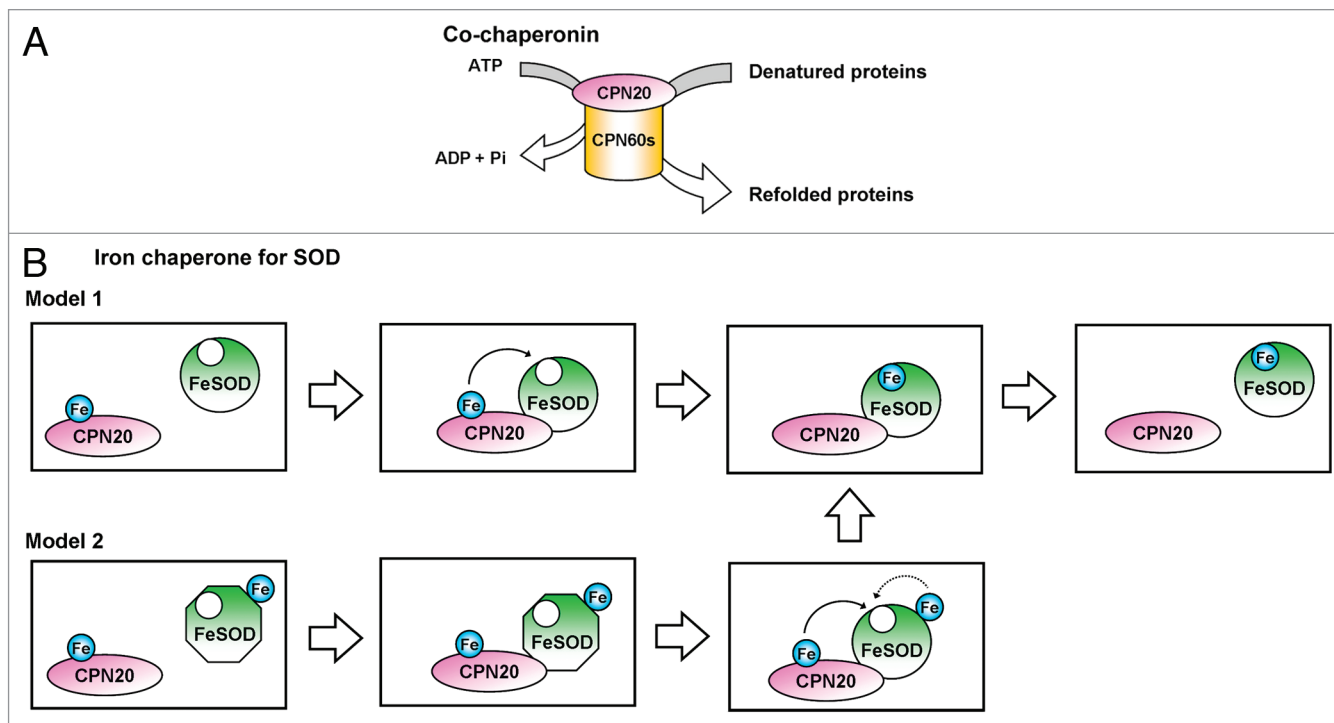 A
Co-chaperonin
ATP
Denatured proteins
CPN20
CPN60s
ADP + Pi
Refolded proteins
B
Iron chaperone for SOD
Model 1
FeSOD
Fe
CPN20
Fe
FeSOD
CPN20
Fe
FeSOD
CPN20
Fe
FeSOD
CPN20
Model 2
Fe
FeSOD
Fe
CPN20
Fe
FeSOD
Fe
CPN20
Fe
FeSOD
Fe
CPN20